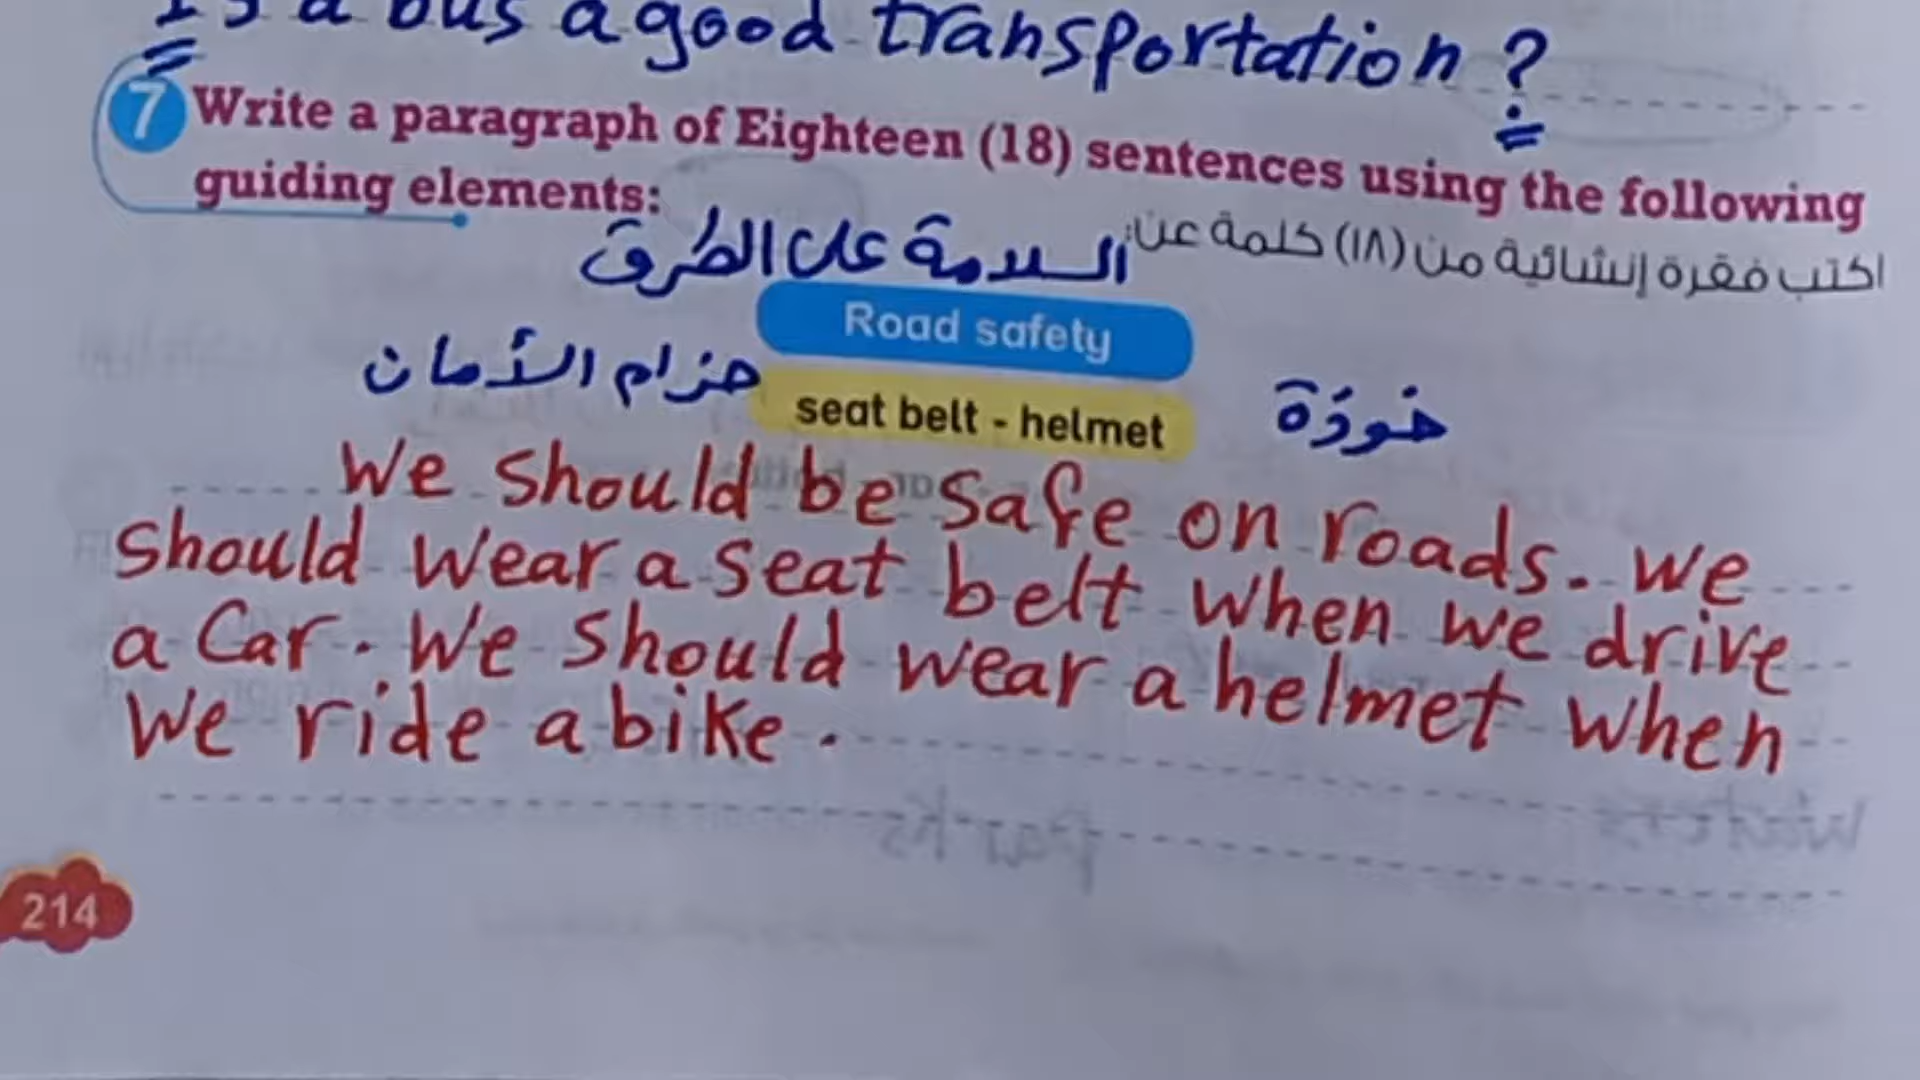 Is a bus a good transportation ?
7 Write a paragraph of Eighteen (18) sentences using the following
guiding elements:
اكتب فقرة إنشائية من (١٨) كلمة عن:
السلامة على الطرق
Road safety
حزام الأمان
seat belt - helmet
خوذة
We should be safe on roads. We
should wear a seat belt when we drive
a car. We should wear a helmet when
we ride a bike.
parks
214